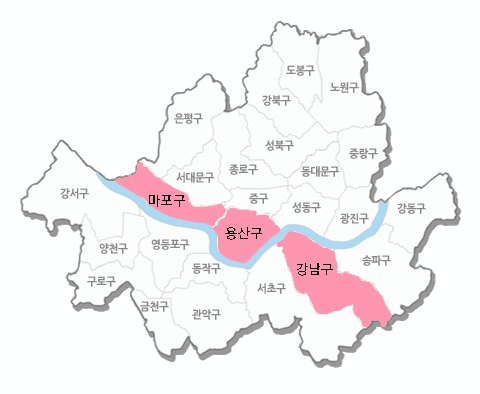 도봉구
노원구
강북구
은평구
성북구
중랑구
서대문구
종로구
동대문구
강서구
마포구
중구
성동구
강동구
광진구
용산구
양천구
영등포구
송파구
동작구
강남구
구로구
서초구
금천구
관악구